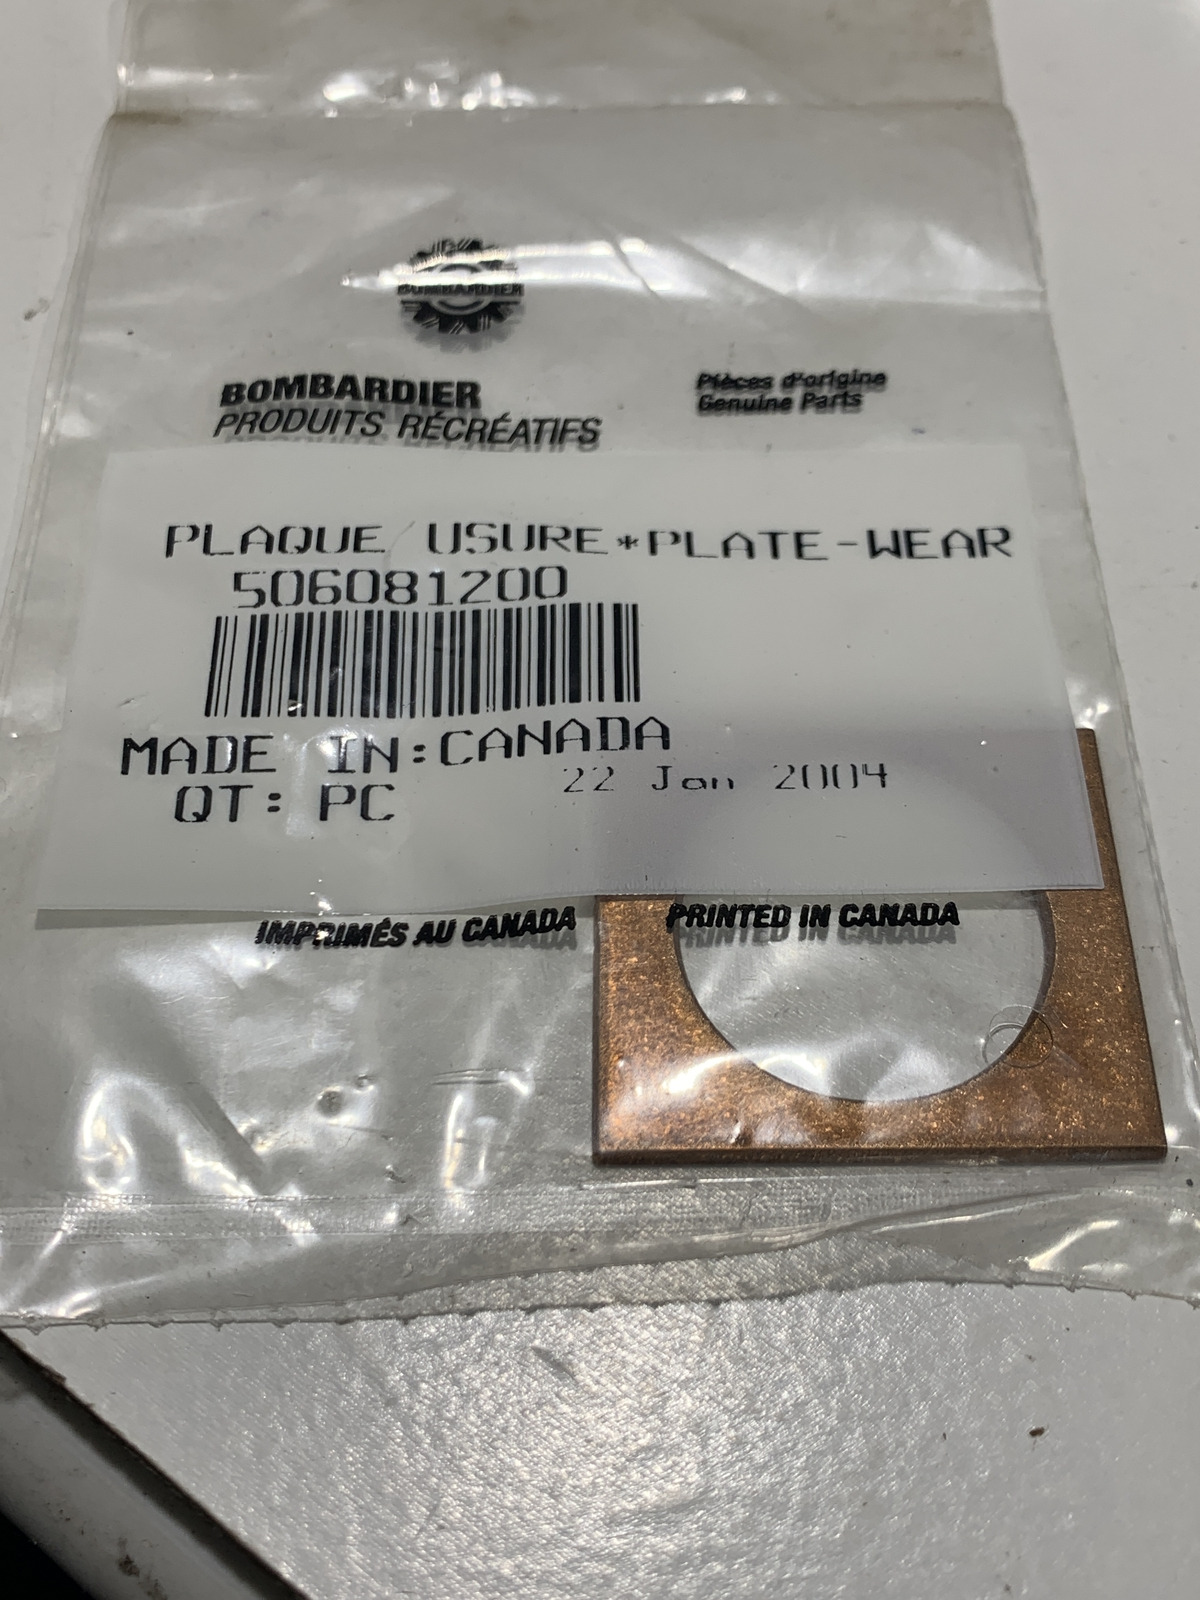 BOMBARDIER
BOMBARDIER
PRODUITS RÉCRÉATIFS
Pièces d'origine
Genuine Parts
PLAQUE/USURE*PLATE-WEAR
506081200
MADE IN:CANADA
22 Jan 2004
QT: PC
IMPRIMÉS AU CANADA
PRINTED IN CANADA